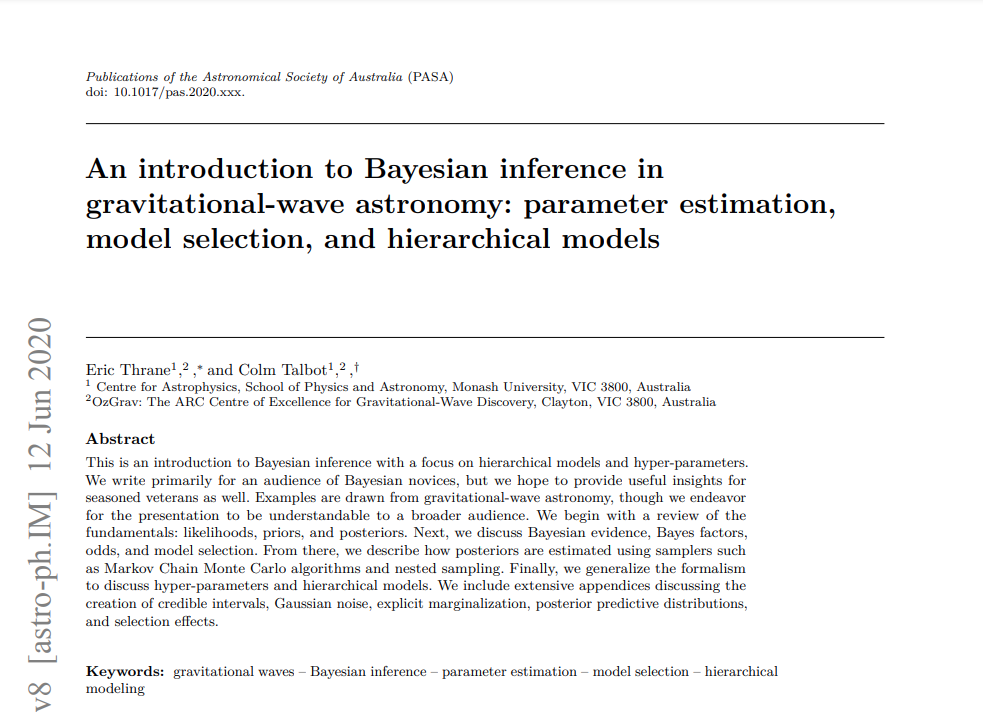 Publications of the Astronomical Society of Australia (PASA)
doi: 10.1017/pas.2020.xxx.
An introduction to Bayesian inference in
gravitational-wave astronomy: parameter estimation,
model selection, and hierarchical models
Eric Thrane¹,² ,* and Colm Talbot¹,² ,†
¹ Centre for Astrophysics, School of Physics and Astronomy, Monash University, VIC 3800, Australia
²OzGrav: The ARC Centre of Excellence for Gravitational-Wave Discovery, Clayton, VIC 3800, Australia
Abstract
This is an introduction to Bayesian inference with a focus on hierarchical models and hyper-parameters.
We write primarily for an audience of Bayesian novices, but we hope to provide useful insights for
seasoned veterans as well. Examples are drawn from gravitational-wave astronomy, though we endeavor
for the presentation to be understandable to a broader audience. We begin with a review of the
fundamentals: likelihoods, priors, and posteriors. Next, we discuss Bayesian evidence, Bayes factors,
odds, and model selection. From there, we describe how posteriors are estimated using samplers such
as Markov Chain Monte Carlo algorithms and nested sampling. Finally, we generalize the formalism
to discuss hyper-parameters and hierarchical models. We include extensive appendices discussing the
creation of credible intervals, Gaussian noise, explicit marginalization, posterior predictive distributions,
and selection effects.
Keywords: gravitational waves – Bayesian inference – parameter estimation – model selection – hierarchical
modeling
v8 [astro-ph.IM] 12 Jun 2020